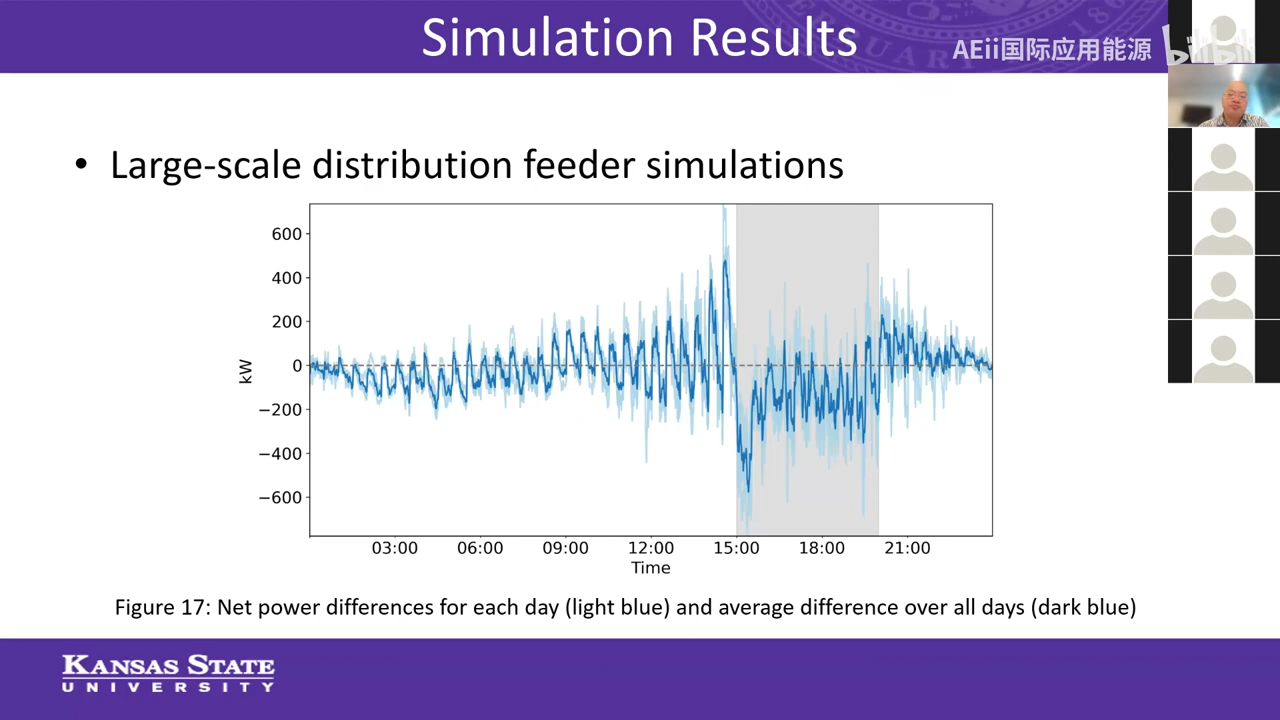 Simulation Results
AEii国际应用能源
bilibili
• Large-scale distribution feeder simulations
600
400
200
0
−200
−400
−600
kW
03:00 06:00 09:00 12:00 15:00 18:00 21:00
Time
Figure 17: Net power differences for each day (light blue) and average difference over all days (dark blue)
KANSAS STATE
UNIVERSITY